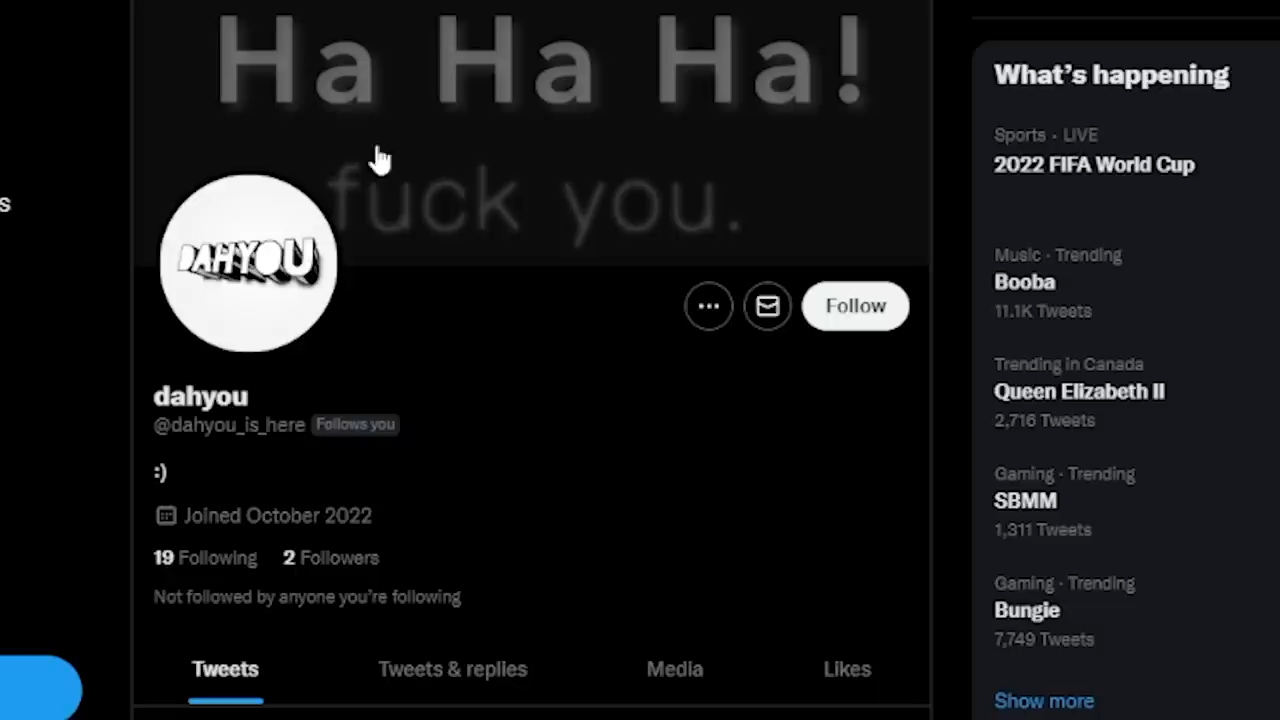 Ha Ha Ha!
fuck you.
DAHYOU
Follow
dahyou
@dahyou_is_here Follows you
:)
Joined October 2022
19 Following 2 Followers
Not followed by anyone you're following
Tweets Tweets & replies Media Likes
s
What's happening
Sports · LIVE
2022 FIFA World Cup
Music · Trending
Booba
11.1K Tweets
Trending in Canada
Queen Elizabeth II
2,716 Tweets
Gaming · Trending
SBMM
1,311 Tweets
Gaming · Trending
Bungie
7,749 Tweets
Show more